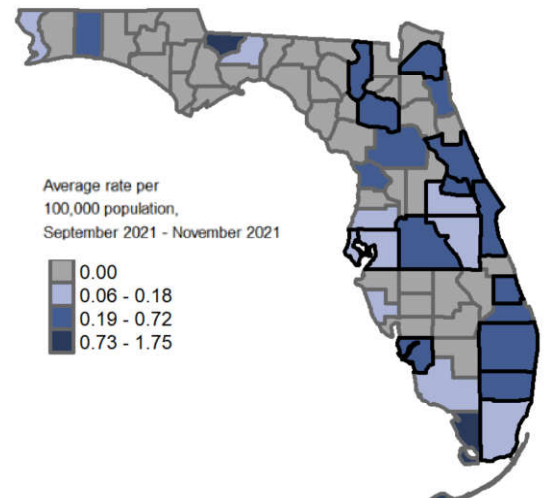 Average rate per
100,000 population,
September 2021 - November 2021
0.00
0.06 - 0.18
0.19 - 0.72
0.73 - 1.75